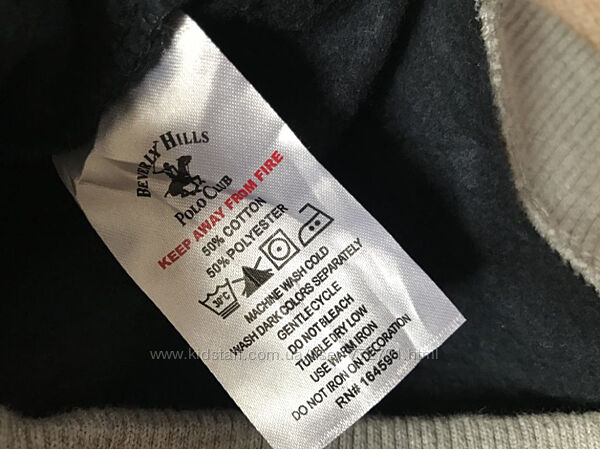 BEVERLY HILLS
POLO CLUB
KEEP AWAY FROM FIRE
50% COTTON
50% POLYESTER
30°C
MACHINE WASH COLD
WASH DARK COLORS SEPARATELY
GENTLE CYCLE
DO NOT BLEACH
TUMBLE DRY LOW
USE WARM IRON
DO NOT IRON ON DECORATION
RN# 164596